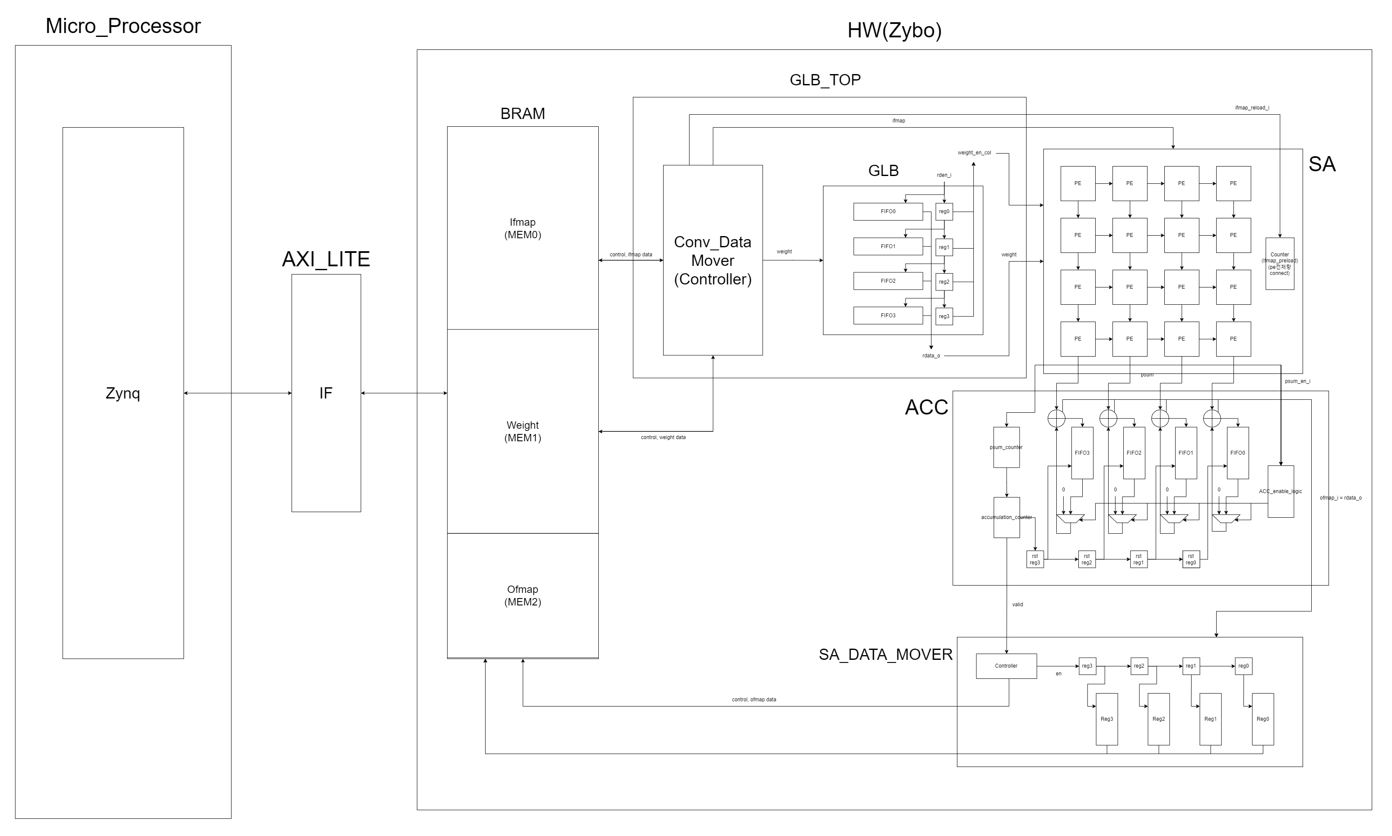 Micro_Processor
HW(Zybo)
GLB_TOP
BRAM
ifmap_reload_i
ifmap
weight_en_col
SA
GLB
rden_i
PE
PE
PE
PE
FIFO0
reg0
Ifmap
(MEM0)
PE
PE
PE
PE
Conv_Data
Mover
(Controller)
FIFO1
reg1
AXI_LITE
control, ifmap data
weight
weight
Counter
(ifmap_preload)
(pe전체랑
connect)
FIFO2
reg2
PE
PE
PE
PE
FIFO3
reg3
PE
PE
PE
PE
rdata_o
psum
psum_en_i
Zynq
IF
ACC
Weight
(MEM1)
control, weight data
psum_counter
FIFO3
FIFO2
FIFO1
FIFO0
0
0
0
0
ACC_enable_logic
ofmap_i = rdata_o
accumulation_counter
rst
reg3
rst
reg2
rst
reg1
rst
reg0
Ofmap
(MEM2)
valid
SA_DATA_MOVER
Controller
en
reg3
reg2
reg1
reg0
control, ofmap data
Reg3
Reg2
Reg1
Reg0